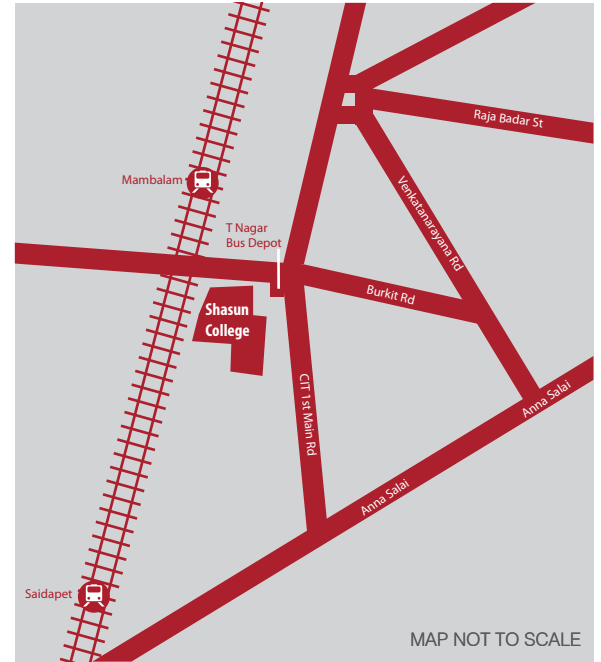 Raja Badar St
Mambalam
Venkatanarayana Rd
T Nagar
Bus Depot
Burkit Rd
Shasun
College
CIT 1st Main Rd
Anna Salai
Anna Salai
Saidapet
MAP NOT TO SCALE